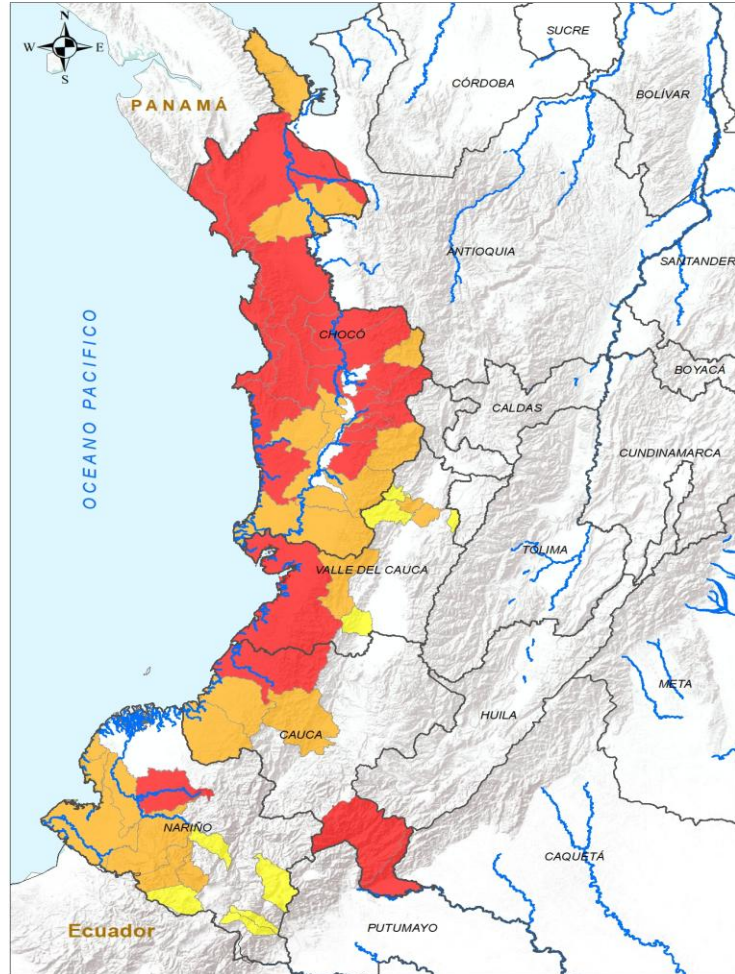 N
W E
S
SUCRE
CÓRDOBA
BOLÍVAR
PANAMÁ
ANTIOQUIA
SANTANDER
OCEANO PACIFICO
CHOCÓ
BOYACÁ
CALDAS
CUNDINAMARCA
TOLIMA
VALLE DEL CAUCA
META
HUILA
CAUCA
NARIÑO
CAQUETÁ
PUTUMAYO
Ecuador